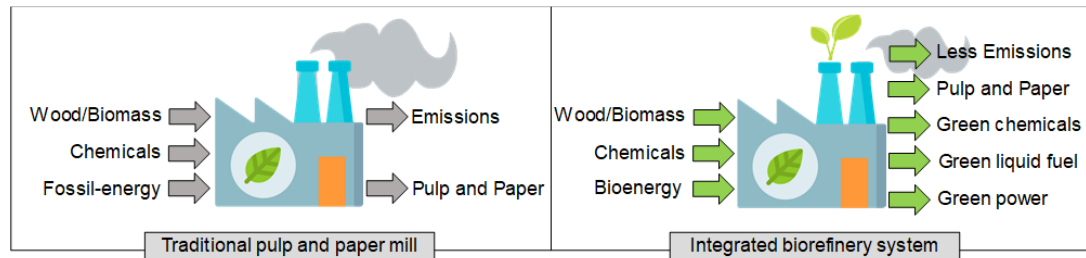 Wood/Biomass
Chemicals
Fossil-energy
Emissions
Pulp and Paper
Traditional pulp and paper mill
Wood/Biomass
Chemicals
Bioenergy
Less Emissions
Pulp and Paper
Green chemicals
Green liquid fuel
Green power
Integrated biorefinery system